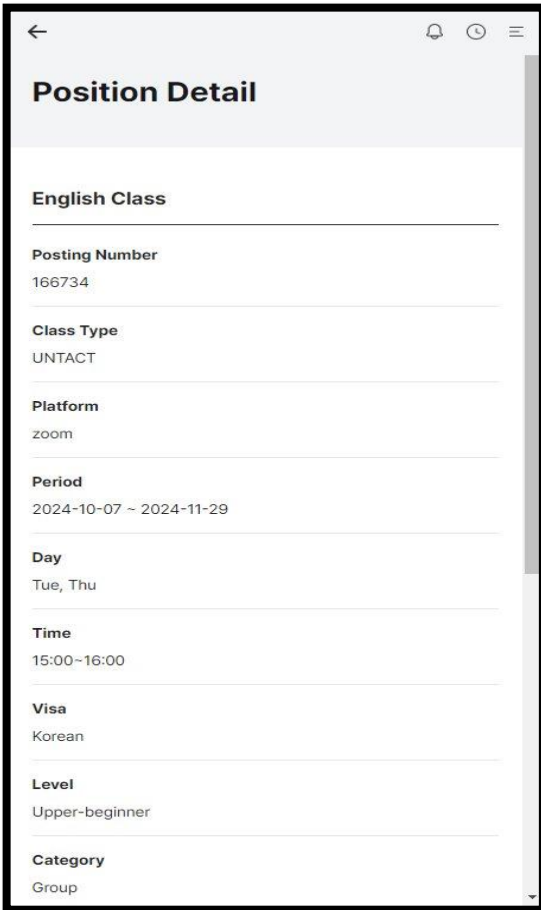 Position Detail
English Class
Posting Number
166734
Class Type
UNTACT
Platform
zoom
Period
2024-10-07 ~ 2024-11-29
Day
Tue, Thu
Time
15:00~16:00
Visa
Korean
Level
Upper-beginner
Category
Group